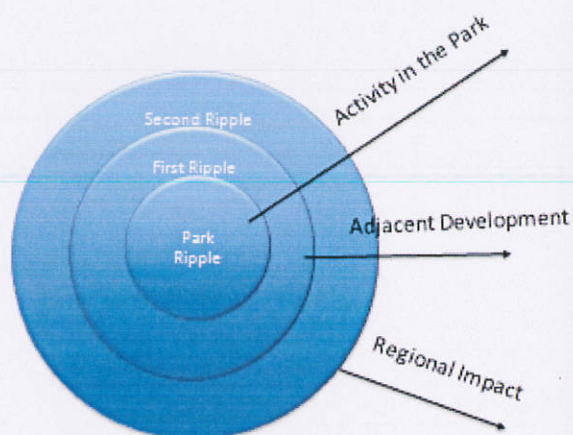 Activity in the Park
Second Ripple
First Ripple
Park
Ripple
Adjacent Development
Regional Impact